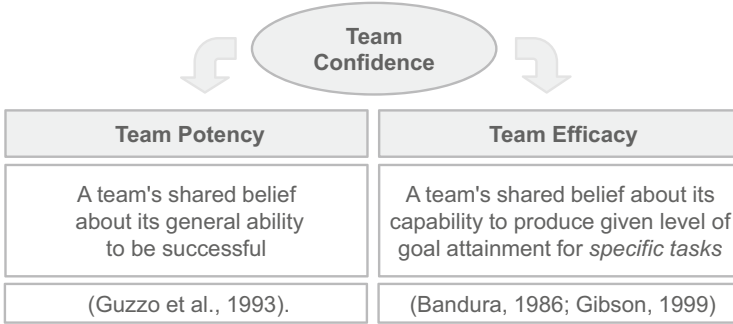 Team
Confidence
Team Potency
Team Efficacy
A team's shared belief
about its general ability
to be successful
A team's shared belief about its
capability to produce given level of
goal attainment for specific tasks
(Guzzo et al., 1993).
(Bandura, 1986; Gibson, 1999)